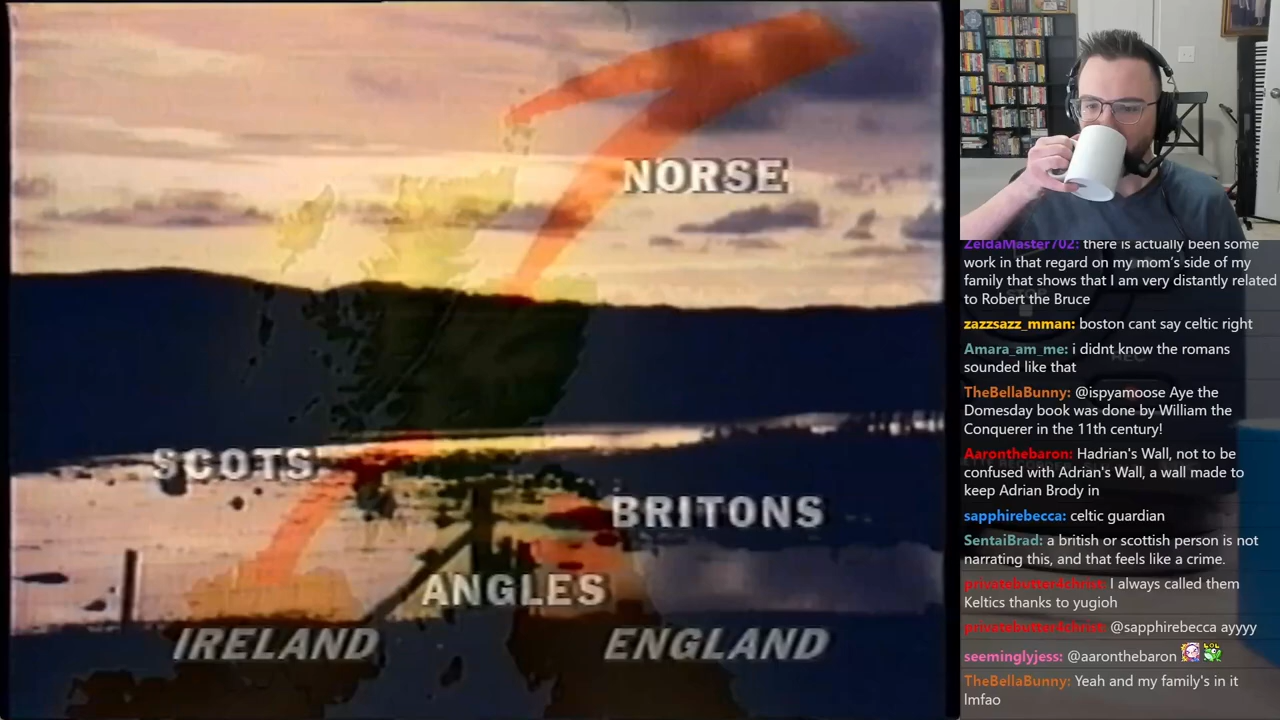 NORSE
SCOTS
BRITONS
ANGLES
IRELAND
ENGLAND
ZeldaMaster702: there is actually been some
work in that regard on my mom's side of my
family that shows that I am very distantly related
to Robert the Bruce
zazzsazz_mman: boston cant say celtic right
Amara_am_me: i didnt know the romans
sounded like that
TheBellaBunny: @ispyamoose Aye the
Domesday book was done by William the
Conquerer in the 11th century!
Aaronthebaron: Hadrian's Wall, not to be
confused with Adrian's Wall, a wall made to
keep Adrian Brody in
sapphirebecca: celtic guardian
SentaiBrad: a british or scottish person is not
narrating this, and that feels like a crime.
privatebutter4christ: I always called them
Keltics thanks to yugioh
privatebutter4christ: @sapphirebecca ayyyy
seeminglyjess: @aaronthebaron
TheBellaBunny: Yeah and my family's in it
lmfao